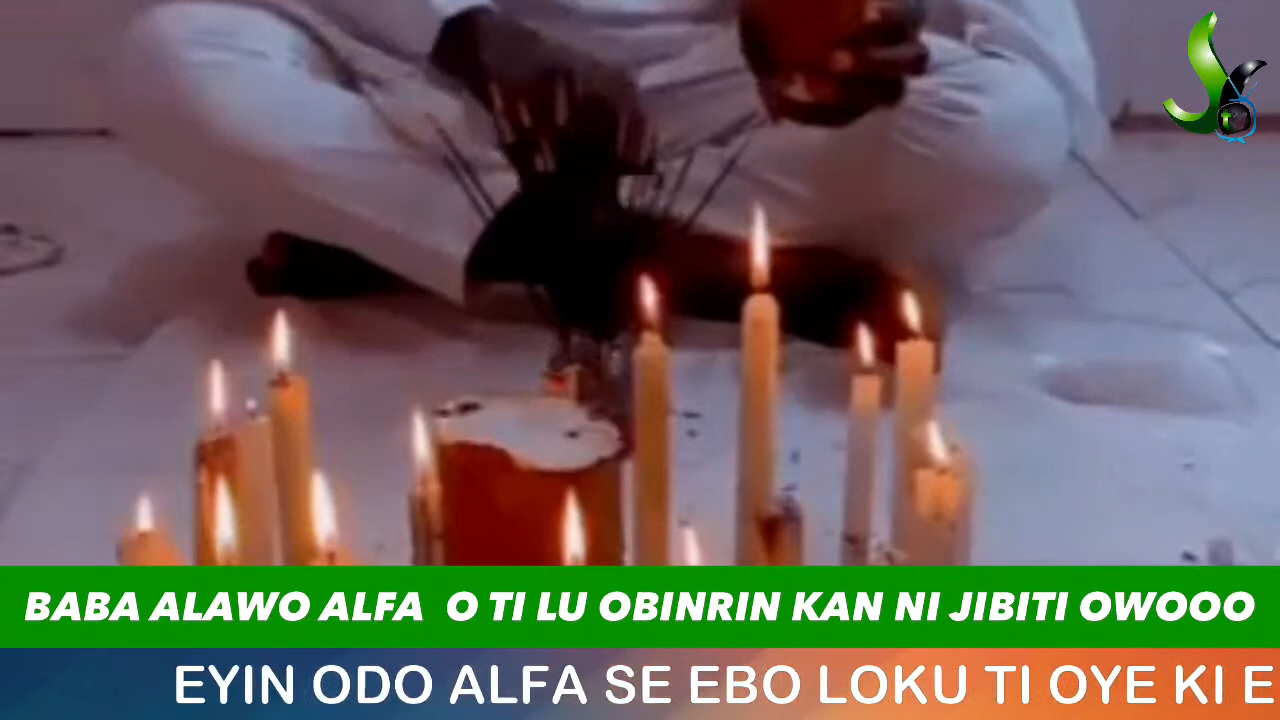 BABA ALAWO ALFA O TI LU OBINRIN KAN NI JIBITI OWOOO
EYIN ODO ALFA SE EBO LOKU TI OYE KI E